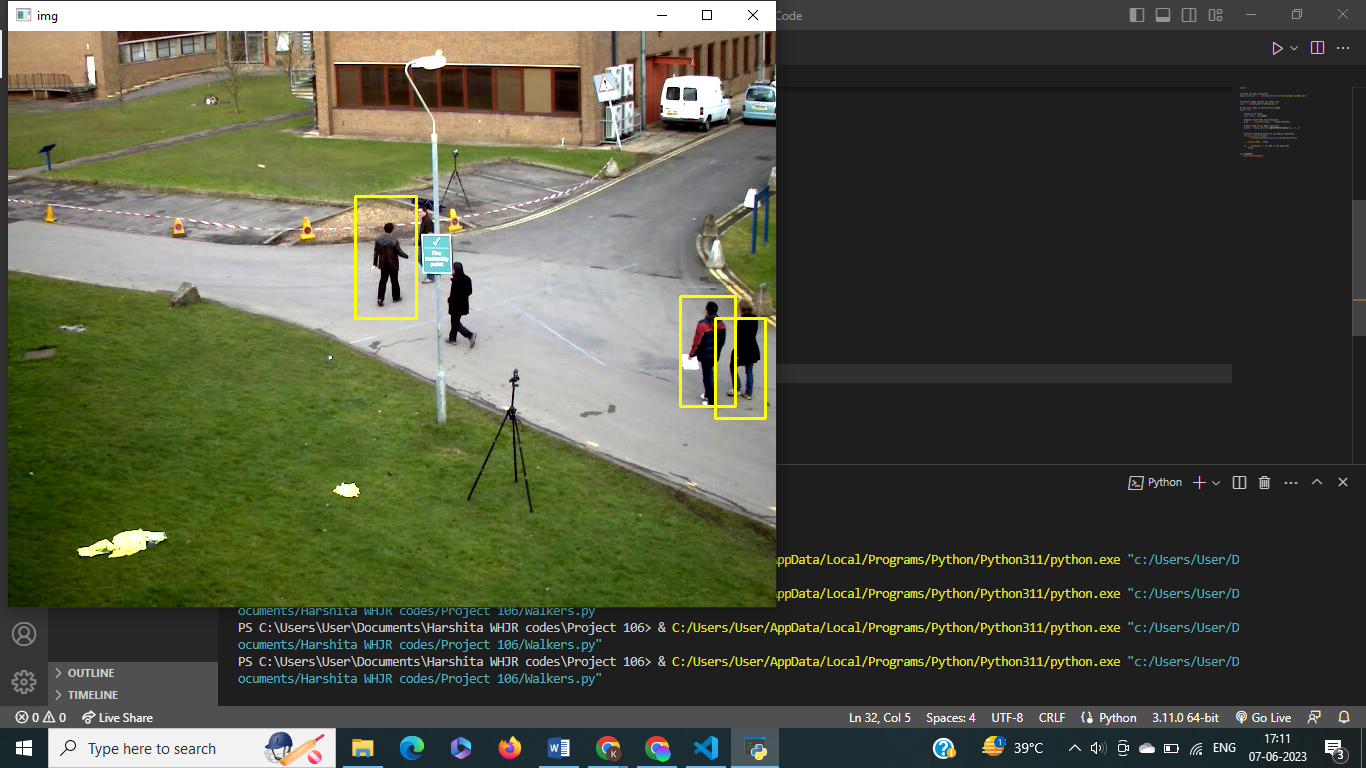 img
Code
Fire
assembly
point
Python
AppData/Local/Programs/Python/Python311/python.exe "c:/Users/User/D
AppData/Local/Programs/Python/Python311/python.exe "c:/Users/User/D
ocuments/Harshita WHJR codes/Project 106/Walkers.py"
PS C:\Users\User\Documents\Harshita WHJR codes\Project 106> & C:/Users/User/AppData/Local/Programs/Python/Python311/python.exe "c:/Users/User/D
ocuments/Harshita WHJR codes/Project 106/Walkers.py"
PS C:\Users\User\Documents\Harshita WHJR codes\Project 106> & C:/Users/User/AppData/Local/Programs/Python/Python311/python.exe "c:/Users/User/D
ocuments/Harshita WHJR codes/Project 106/Walkers.py"
OUTLINE
TIMELINE
0 0 Live Share Ln 32, Col 5 Spaces: 4 UTF-8 CRLF Python 3.11.0 64-bit Go Live
Type here to search
W K 1 39°C ENG
17:11
07-06-2023
3